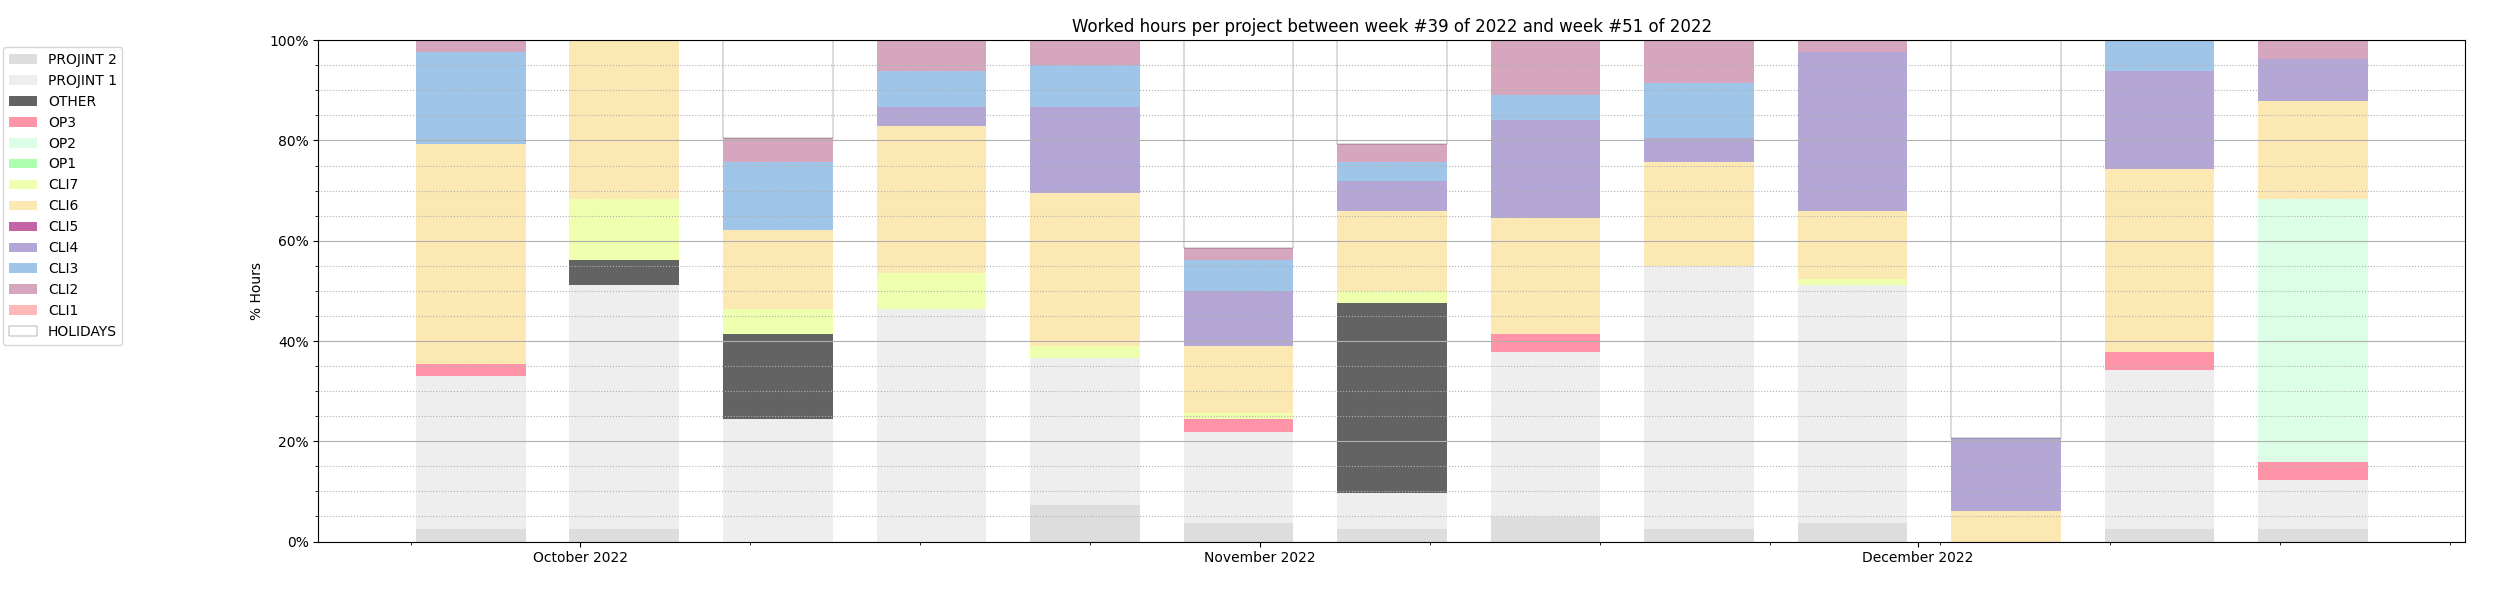 Worked hours per project between week #39 of 2022 and week #51 of 2022
PROJINT 2
PROJINT 1
OTHER
OP3
OP2
OP1
CLI7
CLI6
CLI5
CLI4
CLI3
CLI2
CLI1
HOLIDAYS
% Hours
100%
80%
60%
40%
20%
0%
October 2022
November 2022
December 2022